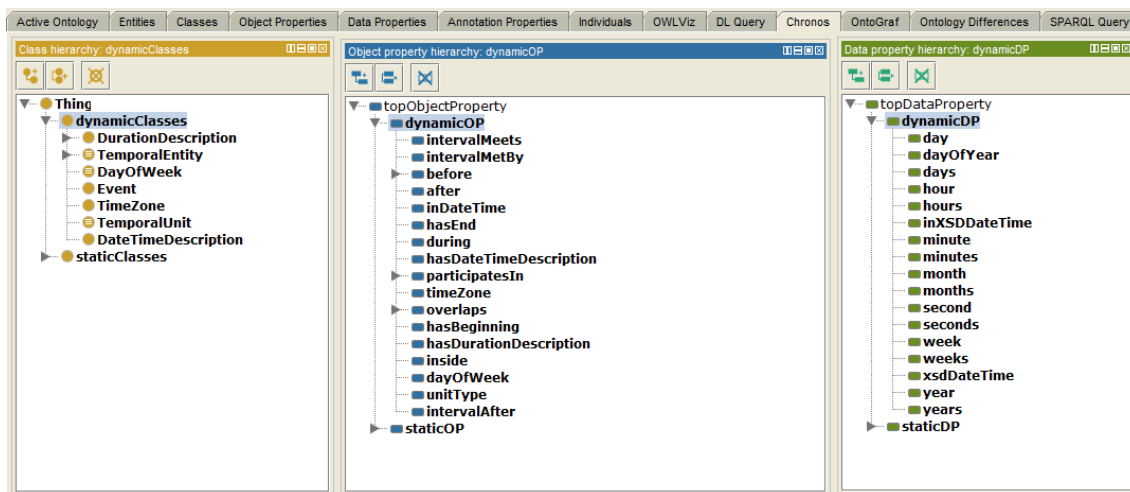 Active Ontology Entities Classes Object Properties Data Properties Annotation Properties Individuals OWLViz DL Query Chronos OntoGraf Ontology Differences SPARQL Query
Class hierarchy: dynamicClasses
Thing
dynamicClasses
DurationDescription
TemporalEntity
DayOfWeek
Event
TimeZone
TemporalUnit
DateTimeDescription
staticClasses
Object property hierarchy: dynamicOP
topObjectProperty
dynamicOP
intervalMeets
intervalMetBy
before
after
inDateTime
hasEnd
during
hasDateTimeDescription
participatesIn
timeZone
overlaps
hasBeginning
hasDurationDescription
inside
dayOfWeek
unitType
intervalAfter
staticOP
Data property hierarchy: dynamicDP
topDataProperty
dynamicDP
day
dayOfYear
days
hour
hours
inXSDDateTime
minute
minutes
month
months
second
seconds
week
weeks
xsdDateTime
year
years
staticDP